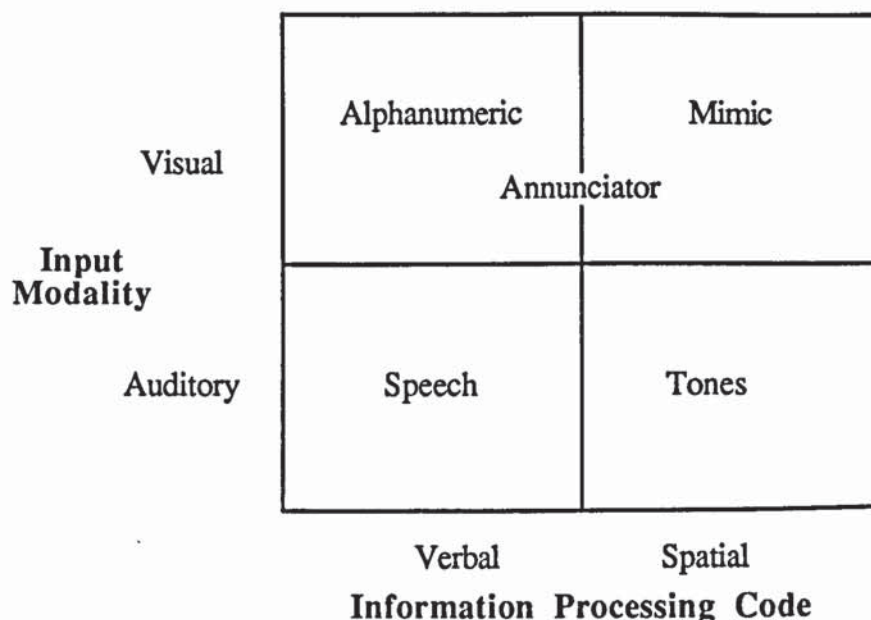 Alphanumeric Mimic
Visual
Annunciator
Input
Modality
Auditory Speech Tones
Verbal Spatial
Information Processing Code